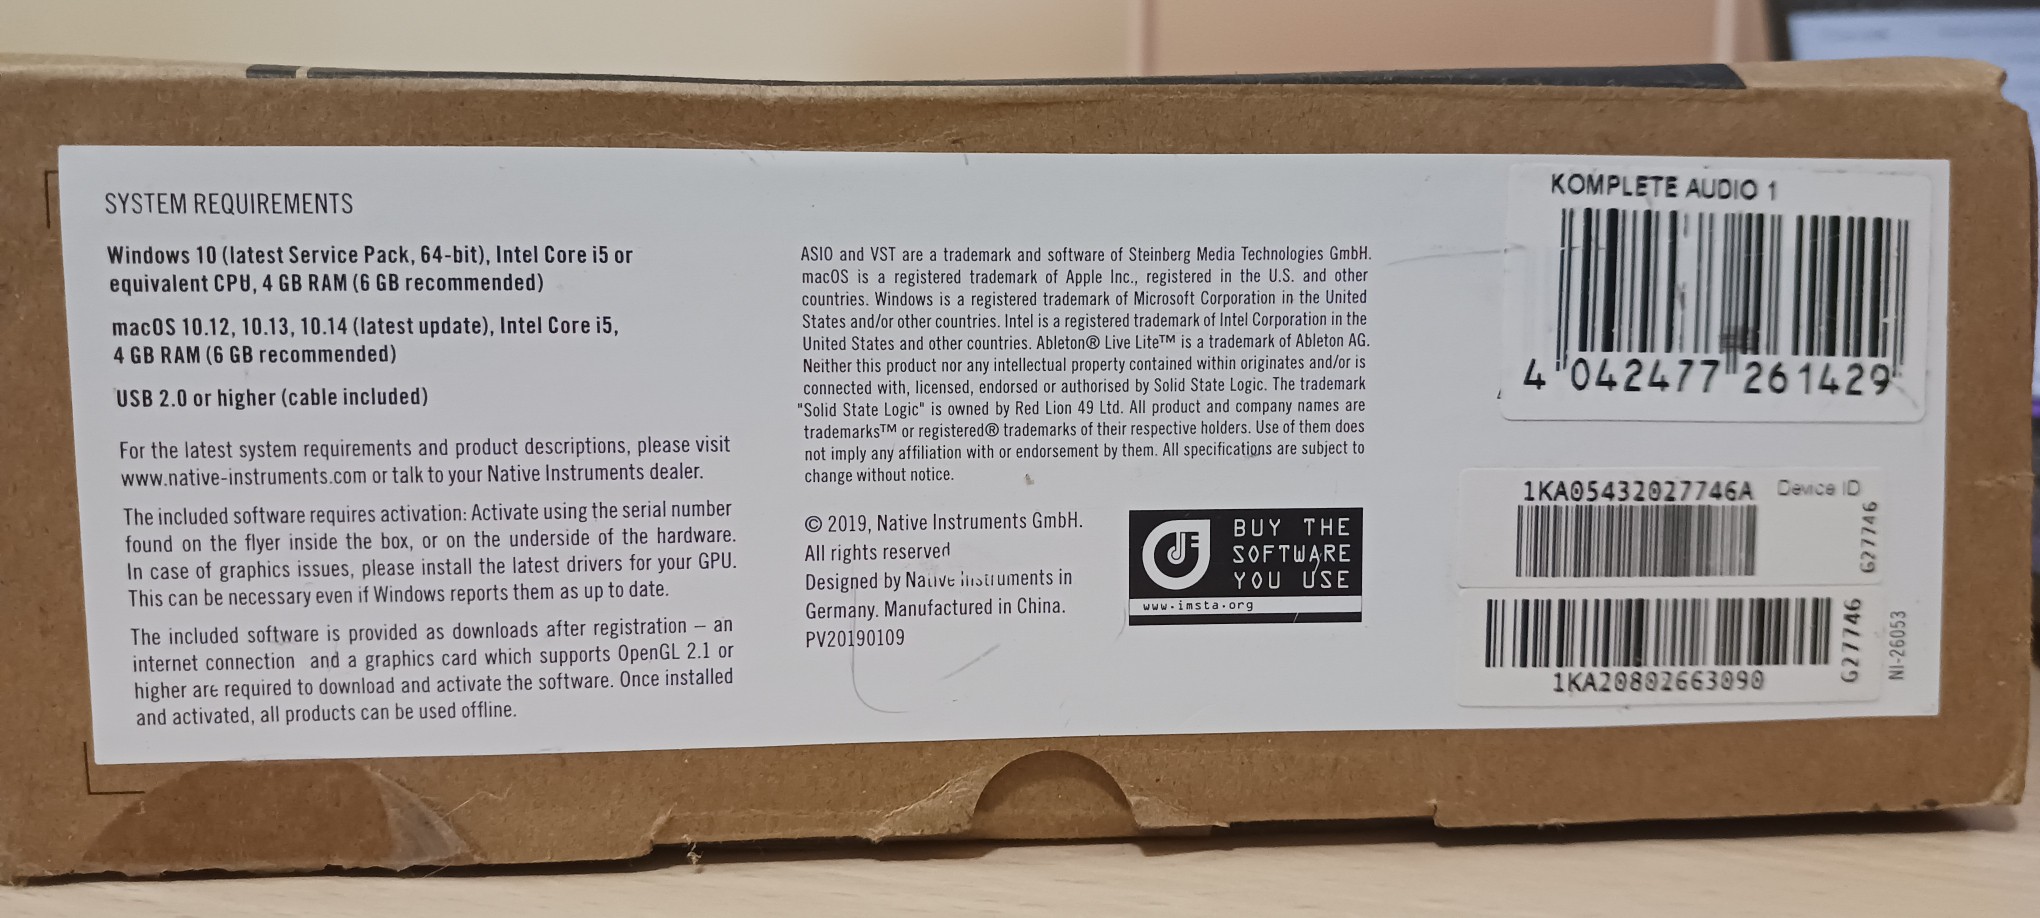 SYSTEM REQUIREMENTS
Windows 10 (latest Service Pack, 64-bit), Intel Core i5 or
equivalent CPU, 4 GB RAM (6 GB recommended)
macOS 10.12, 10.13, 10.14 (latest update), Intel Core i5,
4 GB RAM (6 GB recommended)
USB 2.0 or higher (cable included)
For the latest system requirements and product descriptions, please visit
www.native-instruments.com or talk to your Native Instruments dealer.
The included software requires activation: Activate using the serial number
found on the flyer inside the box, or on the underside of the hardware.
In case of graphics issues, please install the latest drivers for your GPU.
This can be necessary even if Windows reports them as up to date.
The included software is provided as downloads after registration – an
internet connection and a graphics card which supports OpenGL 2.1 or
higher are required to download and activate the software. Once installed
and activated, all products can be used offline.
ASIO and VST are a trademark and software of Steinberg Media Technologies GmbH.
macOS is a registered trademark of Apple Inc., registered in the U.S. and other
countries. Windows is a registered trademark of Microsoft Corporation in the United
States and/or other countries. Intel is a registered trademark of Intel Corporation in the
United States and other countries. Ableton® Live Lite™ is a trademark of Ableton AG.
Neither this product nor any intellectual property contained within originates and/or is
connected with, licensed, endorsed or authorised by Solid State Logic. The trademark
"Solid State Logic" is owned by Red Lion 49 Ltd. All product and company names are
trademarks™ or registered® trademarks of their respective holders. Use of them does
not imply any affiliation with or endorsement by them. All specifications are subject to
change without notice.
© 2019, Native Instruments GmbH.
All rights reserved
Designed by Native Instruments in
Germany. Manufactured in China.
PV20190109
BUY THE
SOFTWARE
YOU USE
www.imsta.org
KOMPLETE AUDIO 1
4 042477 261429
1KA05432027746A Device ID
G27746
1KA20802663090
G27746
NI-26053